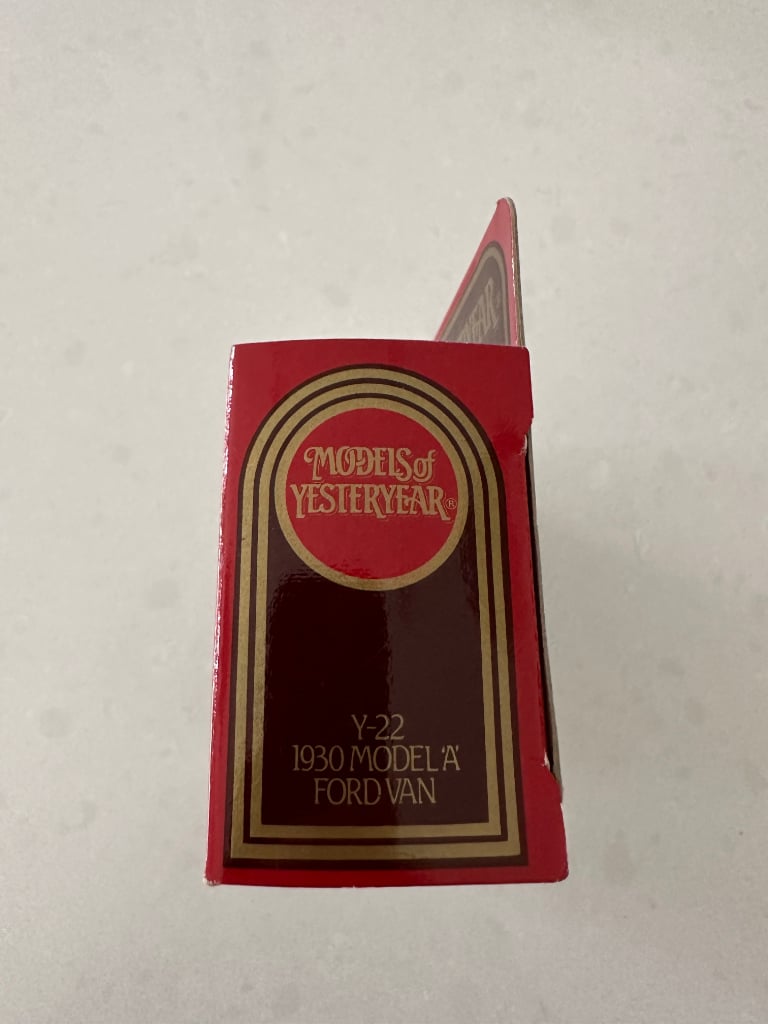 MODELS of
YESTERYEAR®
Y-22
1930 MODEL 'A'
FORD VAN